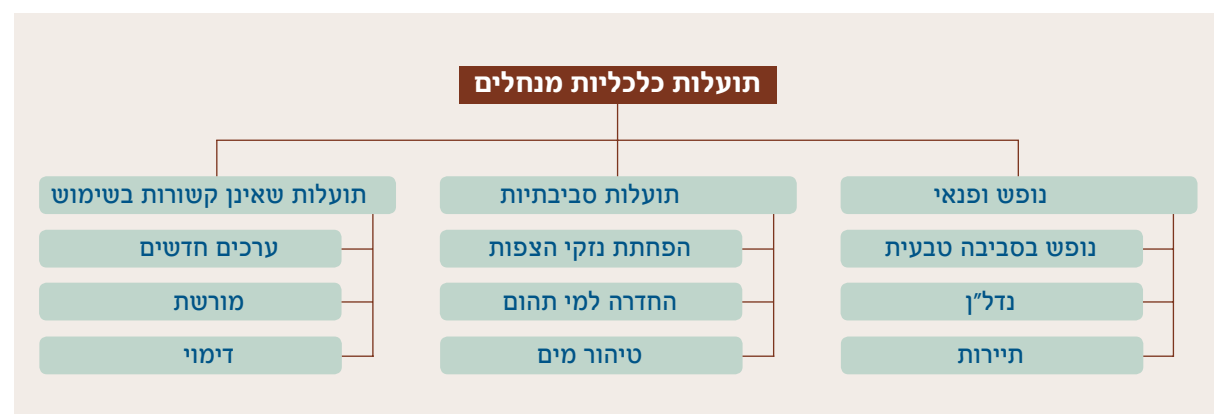 תועלות כלכליות מנחלים
נופש ופנאי
נופש בסביבה טבעית
נדל"ן
תיירות
תועלות סביבתיות
הפחתת נזקי הצפות
החדרה למי תהום
טיהור מים
תועלות שאינן קשורות בשימוש
ערכים חדשים
מורשת
דימוי